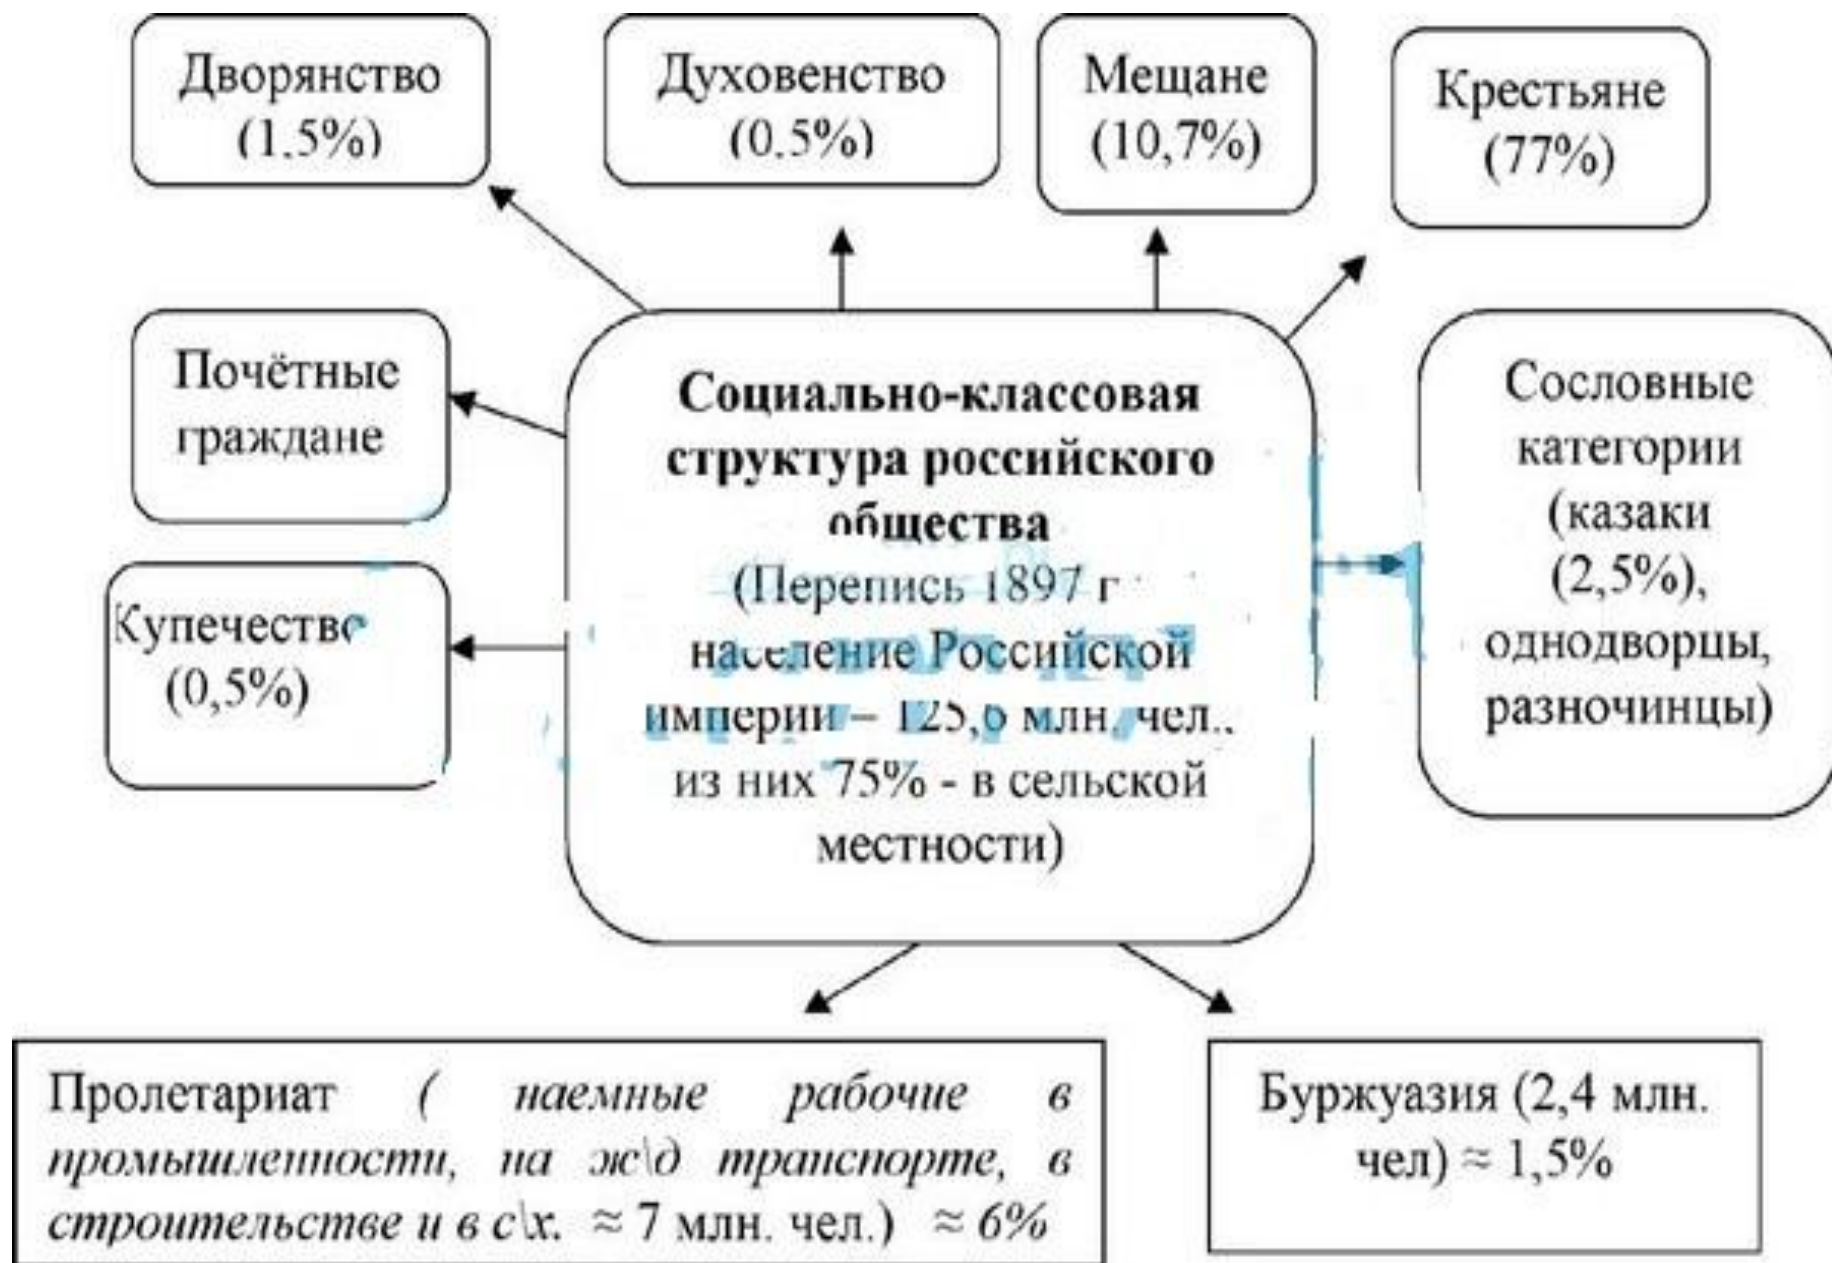 Дворянство
(1,5%)
Духовенство
(0,5%)
Мещане
(10,7%)
Крестьяне
(77%)
Почётные
граждане
Купечество
(0,5%)
Социально-классовая
структура российского
общества
(Перепись 1897 г
население Российской
империи – 125,6 млн. чел.,
из них 75% - в сельской
местности)
Сословные
категории
(казаки
(2,5%),
однодворцы,
разночинцы)
Пролетариат ( наемные рабочие в
промышленности, на ж\д транспорте, в
строительстве и в с\х. ≈ 7 млн. чел.) ≈ 6%
Буржуазия (2,4 млн.
чел) ≈ 1,5%